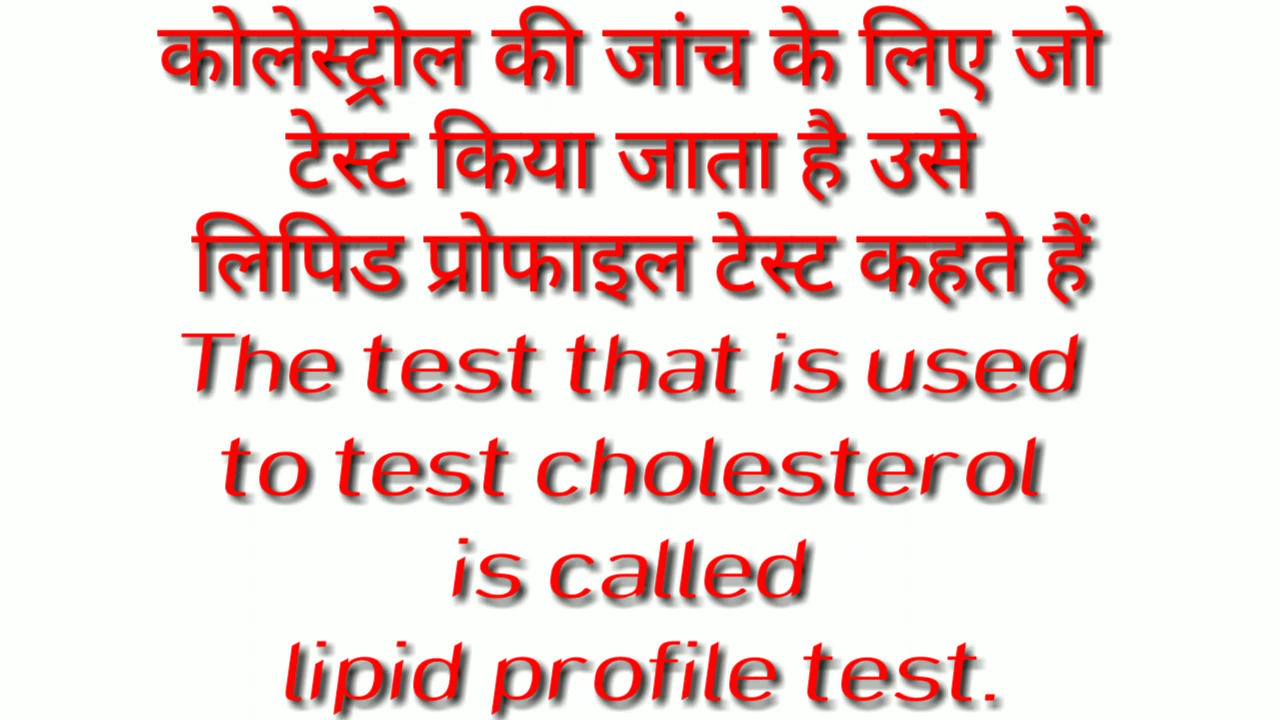 कोलेस्ट्रोल की जांच के लिए जो
टेस्ट किया जाता है उसे
लिपिड प्रोफाइल टेस्ट कहते हैं
The test that is used
to test cholesterol
is called
lipid profile test.